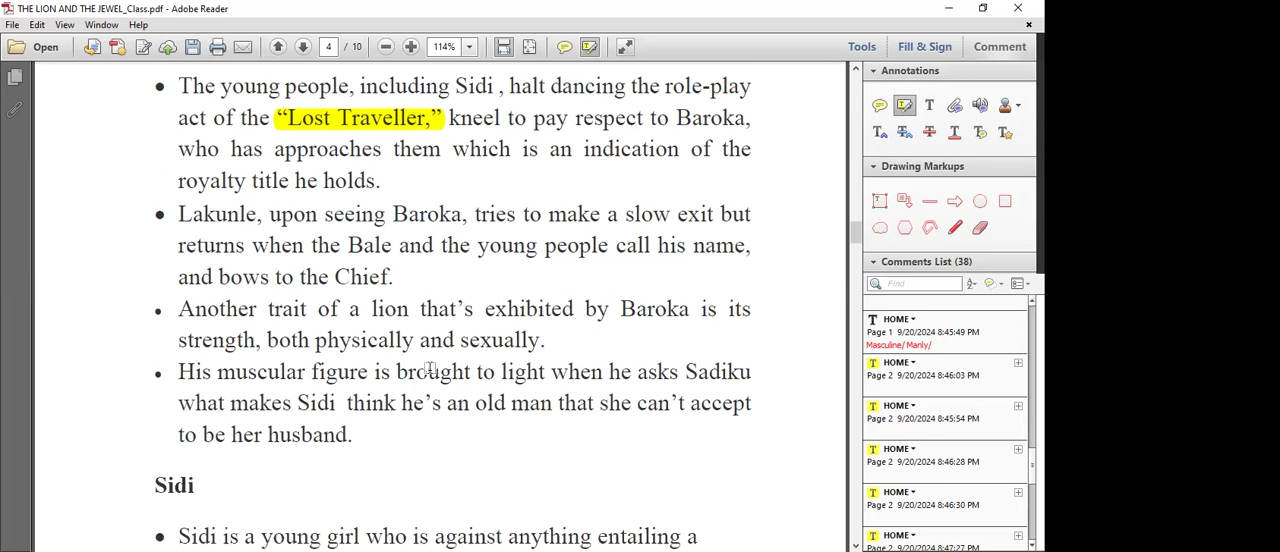 THE LION AND THE JEWEL_Class.pdf - Adobe Reader
File Edit View Window Help
Open 4 / 10 114% Tools Fill & Sign Comment
• The young people, including Sidi , halt dancing the role-play
act of the “Lost Traveller,” kneel to pay respect to Baroka,
who has approaches them which is an indication of the
royalty title he holds.
• Lakunle, upon seeing Baroka, tries to make a slow exit but
returns when the Bale and the young people call his name,
and bows to the Chief.
• Another trait of a lion that’s exhibited by Baroka is its
strength, both physically and sexually.
• His muscular figure is brought to light when he asks Sadiku
what makes Sidi think he’s an old man that she can’t accept
to be her husband.
Sidi
• Sidi is a young girl who is against anything entailing a
Annotations
Drawing Markups
Comments List (38)
Find
HOME
Page 1 9/20/2024 8:45:49 PM
Masculine/ Manly/
HOME
Page 2 9/20/2024 8:46:03 PM
HOME
Page 2 9/20/2024 8:45:54 PM
HOME
Page 2 9/20/2024 8:46:28 PM
HOME
Page 2 9/20/2024 8:46:30 PM
HOME
Page 2 9/20/2024 8:47:27 PM